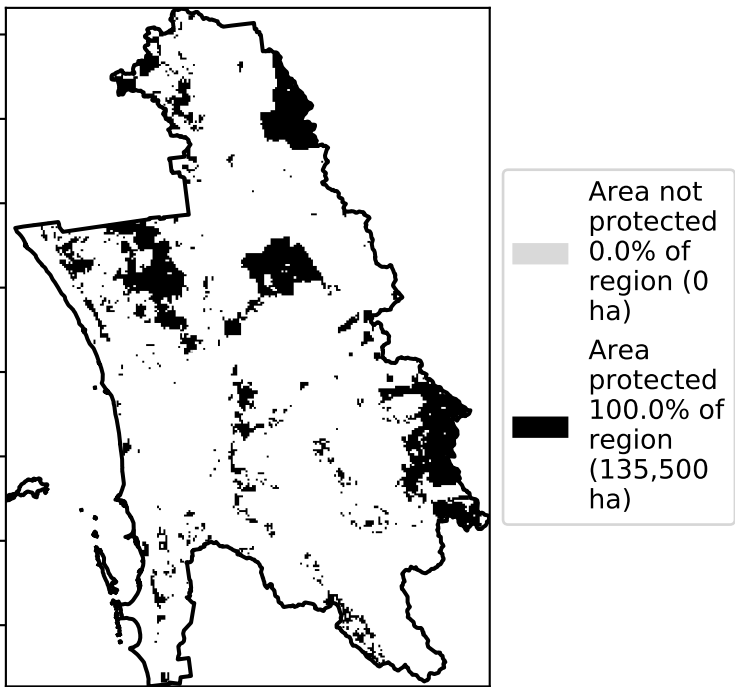 Area not
protected
0.0% of
region (0
ha)
Area
protected
100.0% of
region
(135,500
ha)